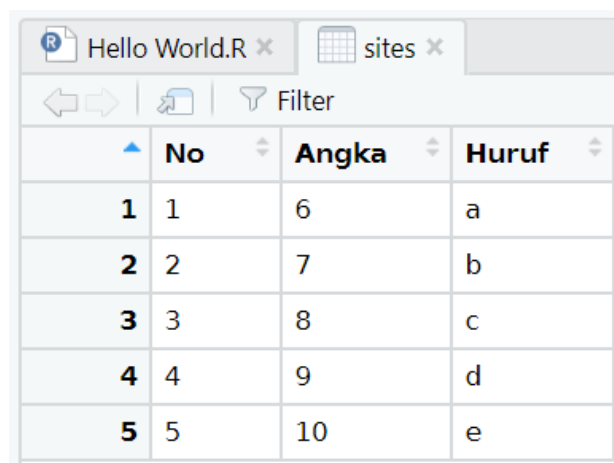 Hello World.R sites
Filter
No Angka Huruf
1 1 6 a
2 2 7 b
3 3 8 c
4 4 9 d
5 5 10 e